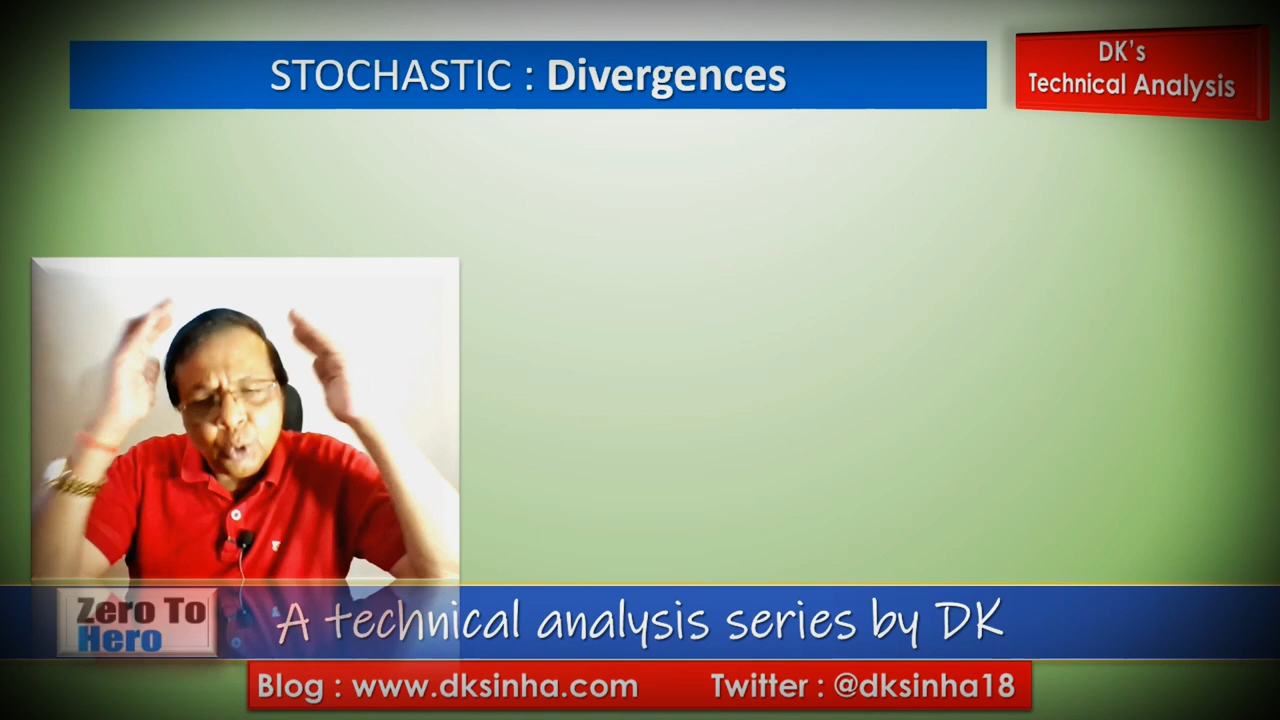 STOCHASTIC : Divergences
DK's
Technical Analysis
Zero To
Hero
A technical analysis series by DK
Blog : www.dksinha.com Twitter : @dksinha18